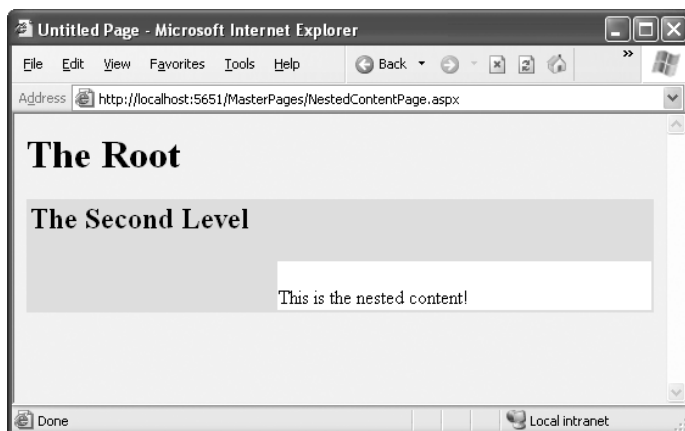 Untitled Page - Microsoft Internet Explorer
File Edit View Favorites Tools Help Back »
Address http://localhost:5651/MasterPages/NestedContentPage.aspx
The Root
The Second Level
This is the nested content!
Done Local intranet